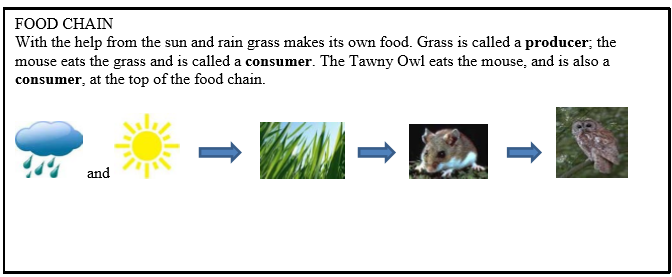 FOOD CHAIN
With the help from the sun and rain grass makes its own food. Grass is called a producer; the
mouse eats the grass and is called a consumer. The Tawny Owl eats the mouse, and is also a
consumer, at the top of the food chain.
and